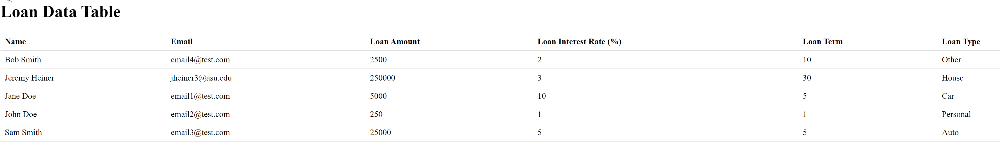 Loan Data Table
Name Email Loan Amount Loan Interest Rate (%) Loan Term Loan Type
Bob Smith email4@test.com 2500 2 10 Other
Jeremy Heiner jheiner3@asu.edu 250000 3 30 House
Jane Doe email1@test.com 5000 10 5 Car
John Doe email2@test.com 250 1 1 Personal
Sam Smith email3@test.com 25000 5 5 Auto